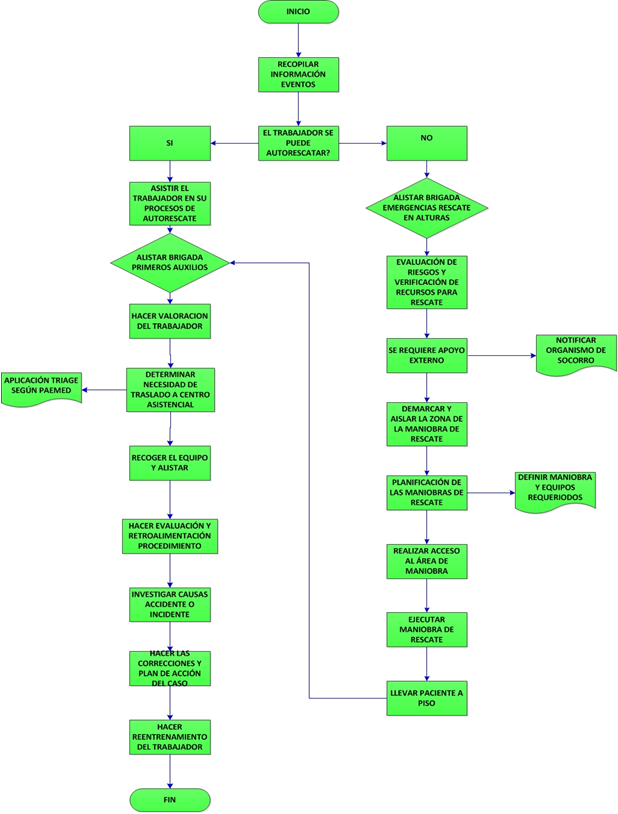 INICIO
RECOPILAR
INFORMACIÓN
EVENTOS
EL TRABAJADOR SE
PUEDE
AUTORESCATAR?
SI
NO
ASISTIR EL
TRABAJADOR EN SU
PROCESOS DE
AUTORESCATE
ALISTAR BRIGADA
PRIMEROS AUXILIOS
HACER VALORACION
DEL TRABAJADOR
DETERMINAR
NECESIDAD DE
TRASLADO A CENTRO
ASISTENCIAL
APLICACIÓN TRIAGE
SEGÚN PAEMED
RECOGER EL EQUIPO
Y ALISTAR
HACER EVALUACIÓN Y
RETROALIMENTACIÓN
PROCEDIMIENTO
INVESTIGAR CAUSAS
ACCIDENTE O
INCIDENTE
HACER LAS
CORRECCIONES Y
PLAN DE ACCIÓN
DEL CASO
HACER
REENTRENAMIENTO
DEL TRABAJADOR
FIN
ALISTAR BRIGADA
EMERGENCIAS RESCATE
EN ALTURAS
EVALUACIÓN DE
RIESGOS Y
VERIFICACIÓN DE
RECURSOS PARA
RESCATE
SE REQUIERE APOYO
EXTERNO
NOTIFICAR
ORGANISMO DE
SOCORRO
DEMARCAR Y
AISLAR LA ZONA DE
LA MANIOBRA DE
RESCATE
PLANIFICACIÓN DE
LAS MANIOBRAS DE
RESCATE
DEFINIR MANIOBRA
Y EQUIPOS
REQUERIODOS
REALIZAR ACCESO
AL ÁREA DE
MANIOBRA
EJECUTAR
MANIOBRA DE
RESCATE
LLEVAR PACIENTE A
PISO